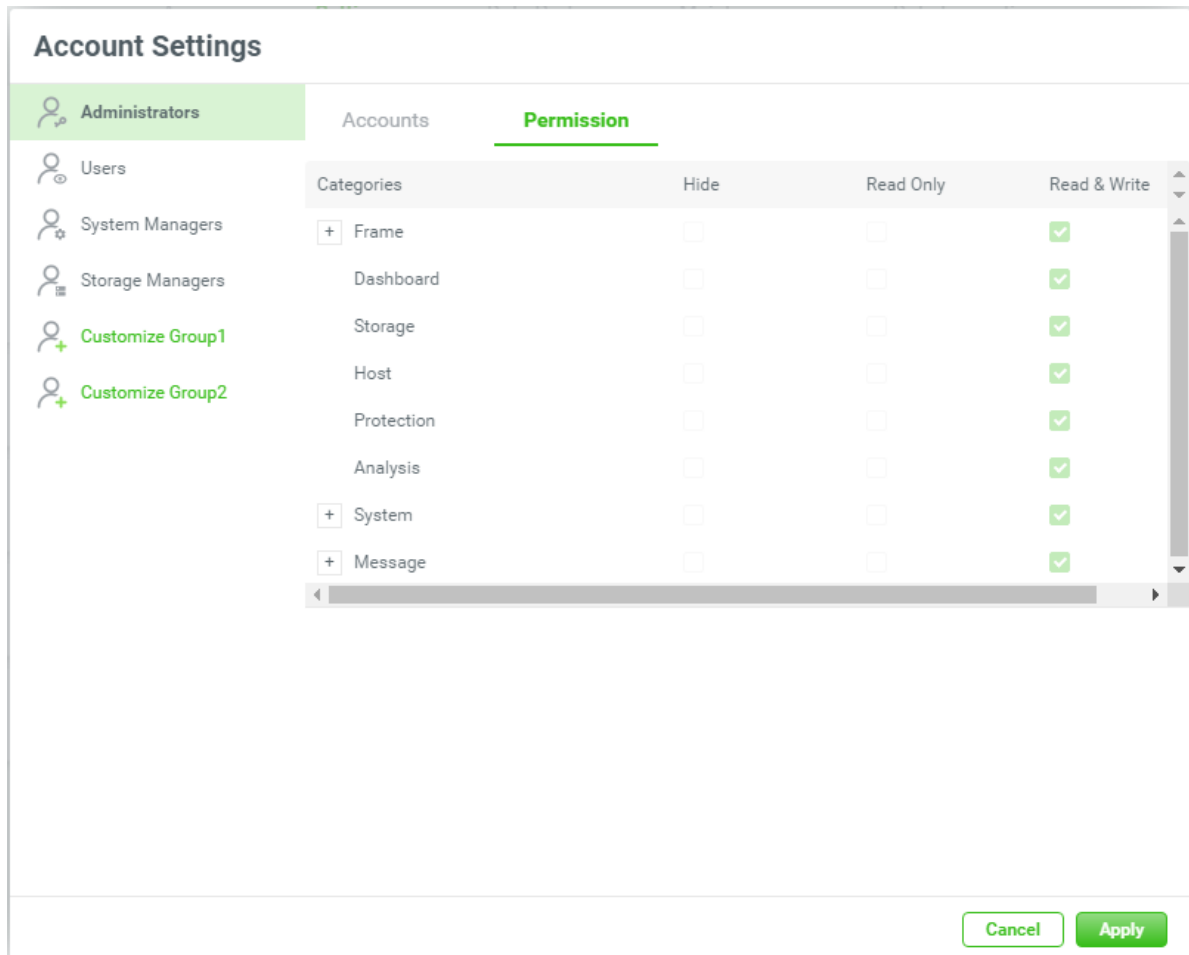 Account Settings
Administrators
Users
System Managers
Storage Managers
Customize Group1
Customize Group2
Accounts Permission
Categories Hide Read Only Read & Write
+ Frame
Dashboard
Storage
Host
Protection
Analysis
+ System
+ Message
Cancel Apply